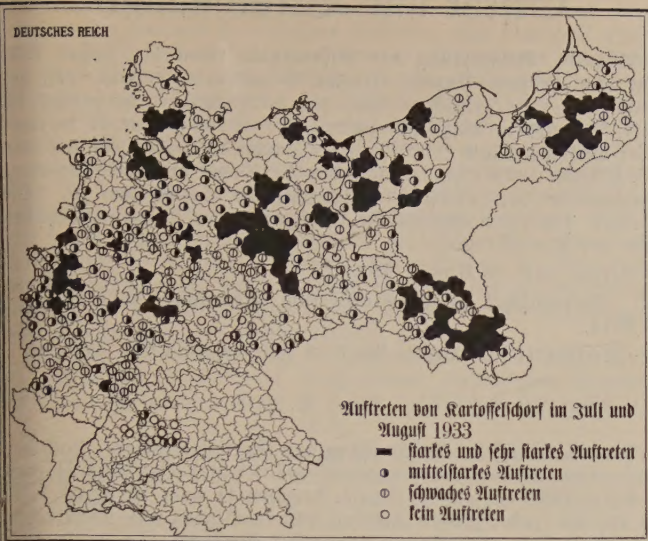 DEUTSCHES REICH
Auftreten von Kartoffelschorf im Juli und
August 1933
starkes und sehr starkes Auftreten
mittelstarkes Auftreten
schwaches Auftreten
kein Auftreten